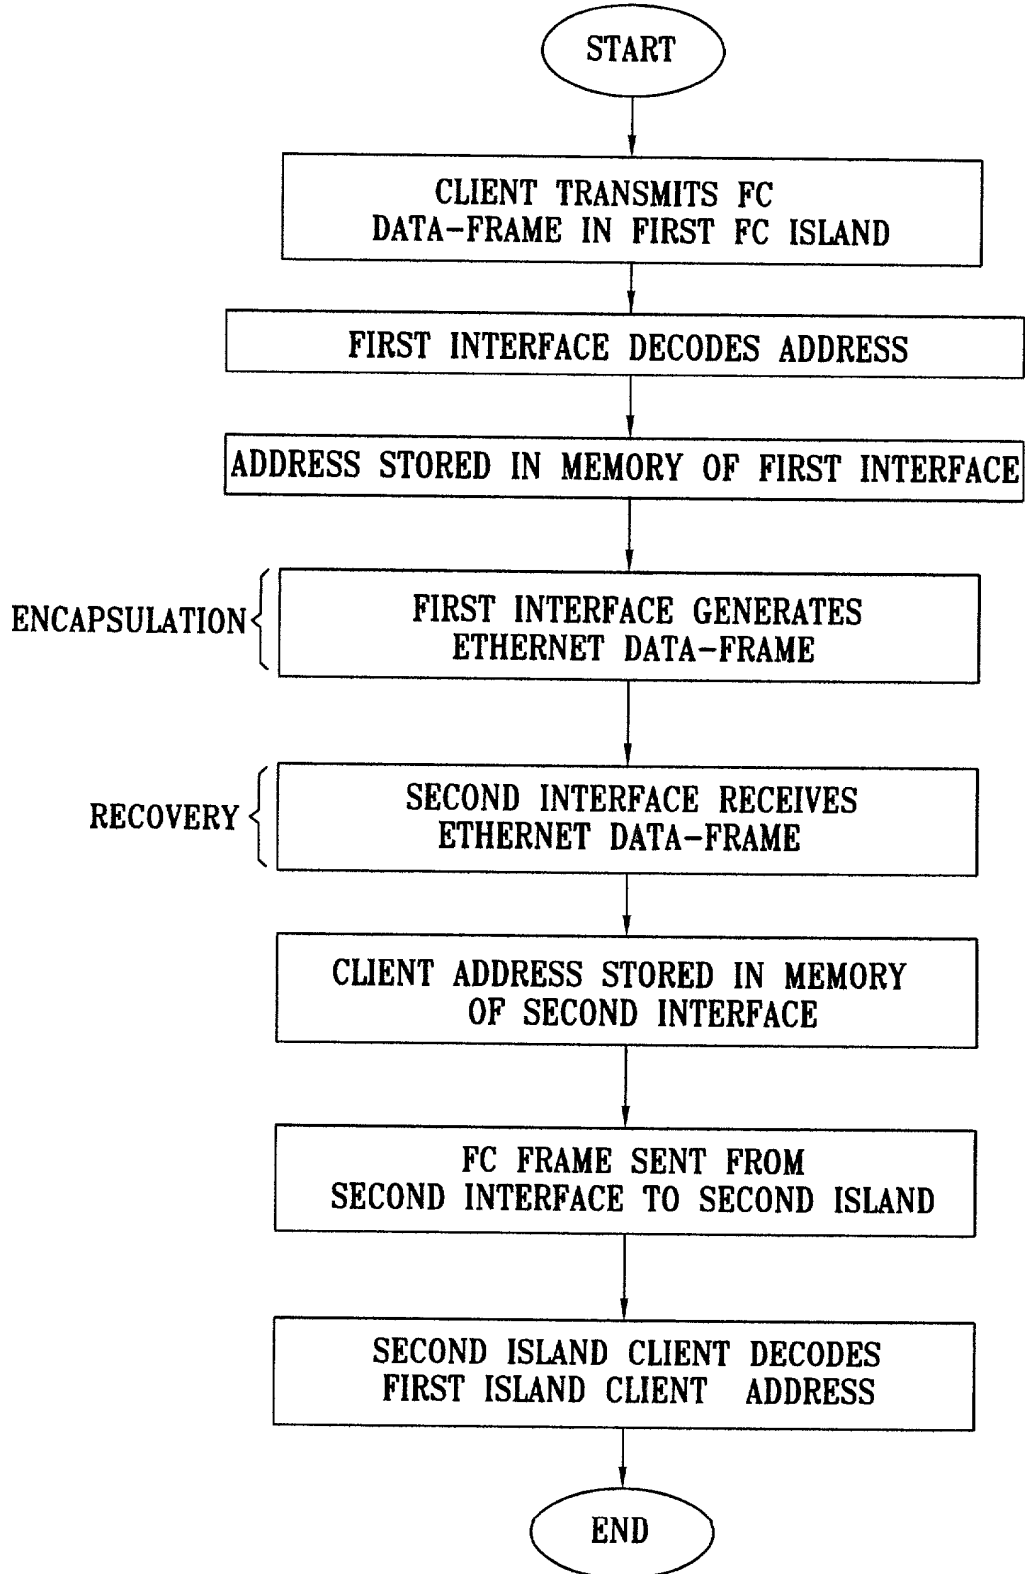 START
CLIENT TRANSMITS FC
DATA-FRAME IN FIRST FC ISLAND
FIRST INTERFACE DECODES ADDRESS
ADDRESS STORED IN MEMORY OF FIRST INTERFACE
ENCAPSULATION
FIRST INTERFACE GENERATES
ETHERNET DATA-FRAME
RECOVERY
SECOND INTERFACE RECEIVES
ETHERNET DATA-FRAME
CLIENT ADDRESS STORED IN MEMORY
OF SECOND INTERFACE
FC FRAME SENT FROM
SECOND INTERFACE TO SECOND ISLAND
SECOND ISLAND CLIENT DECODES
FIRST ISLAND CLIENT ADDRESS
END